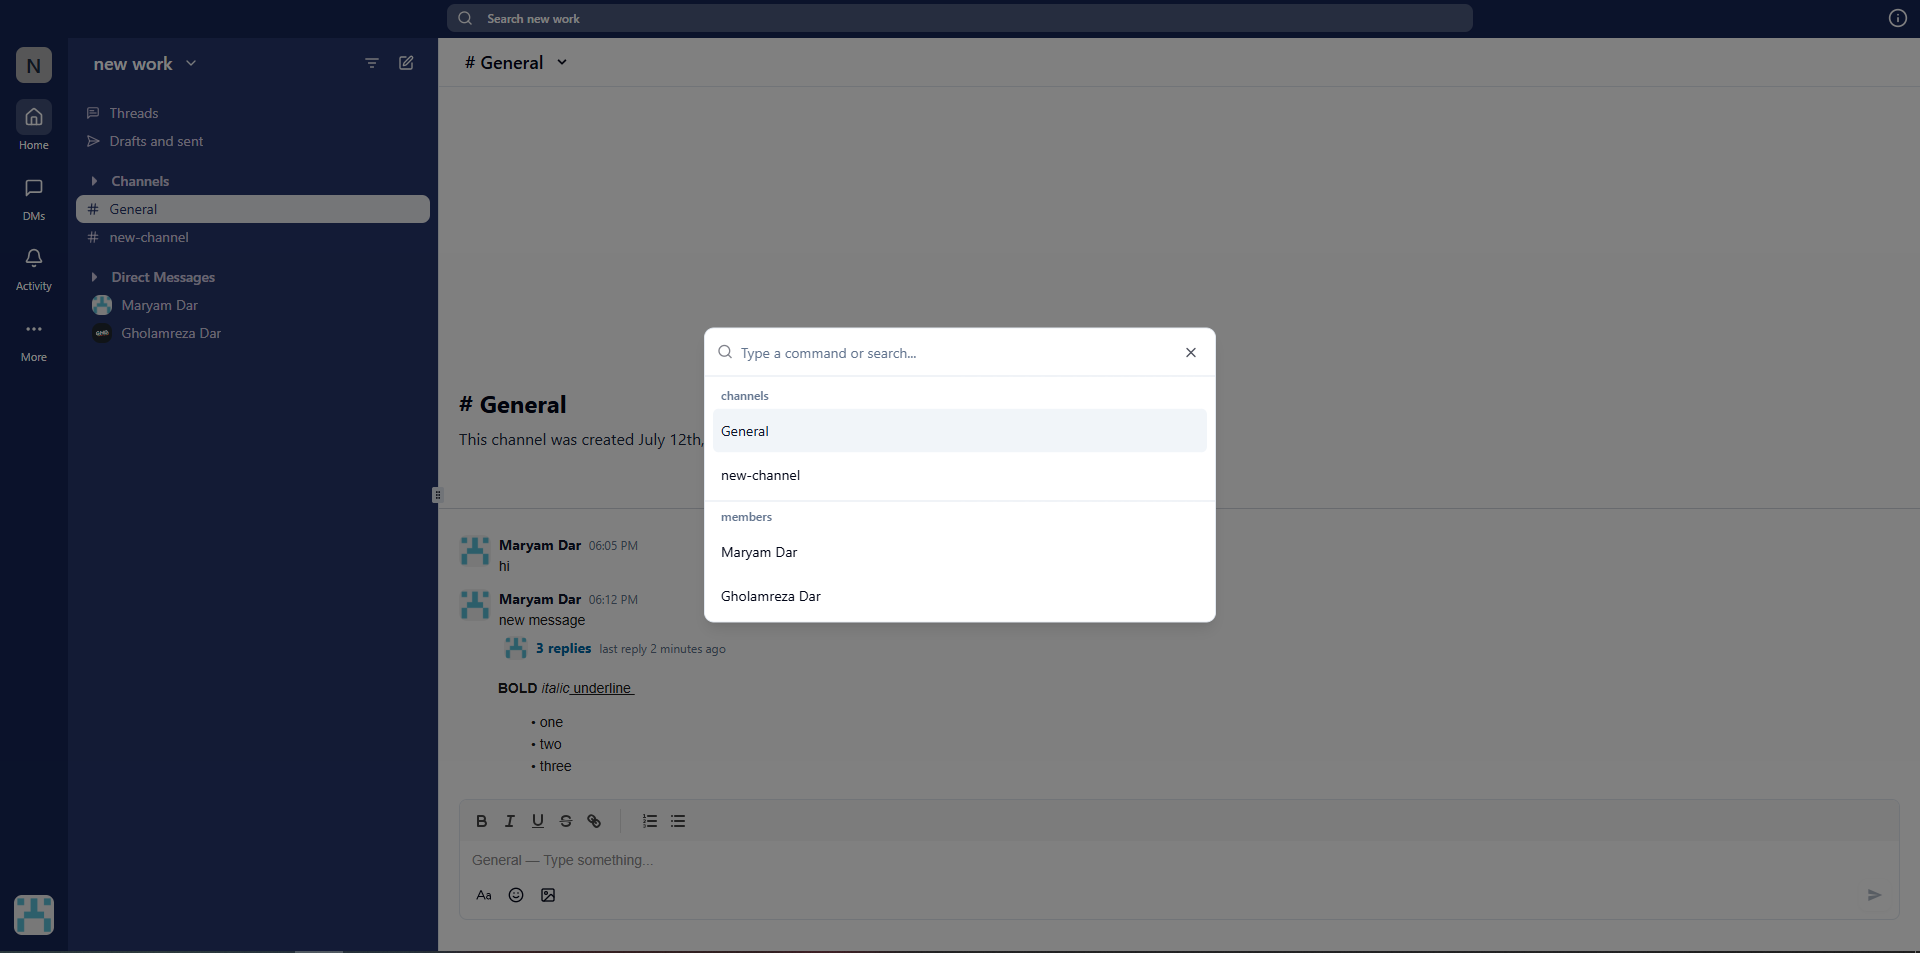 Search new work
N
Home
DMs
Activity
More
new work
Threads
Drafts and sent
Channels
# General
# new-channel
Direct Messages
Maryam Dar
Gholamreza Dar
# General
# General
This channel was created July 12th,
Maryam Dar 06:05 PM
hi
Maryam Dar 06:12 PM
new message
3 replies last reply 2 minutes ago
BOLD italic underline
• one
• two
• three
B I U S
General — Type something...
Aa
Type a command or search...
channels
General
new-channel
members
Maryam Dar
Gholamreza Dar